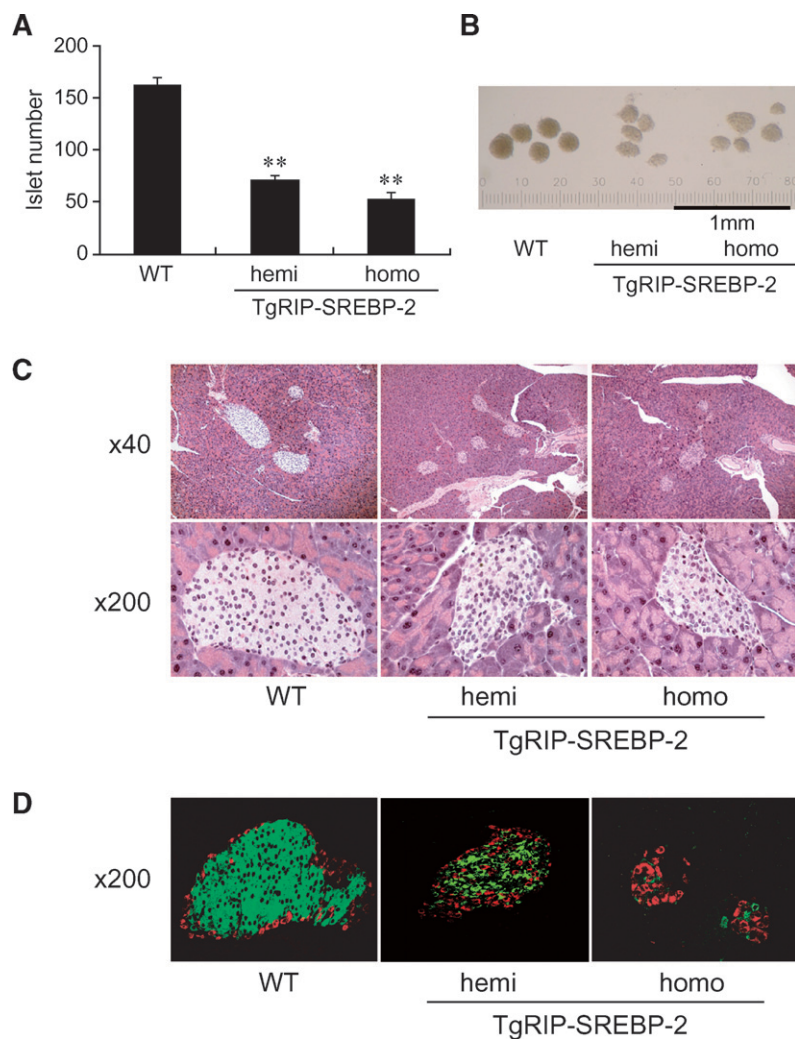 A
Islet number
200
150
100
50
0
**
**
WT
hemi
homo
TgRIP-SREBP-2
B
0 10 20 30 40 50 60 70 80
1mm
WT
hemi
homo
TgRIP-SREBP-2
C
x40
x200
WT
hemi
homo
TgRIP-SREBP-2
D
x200
WT
hemi
homo
TgRIP-SREBP-2